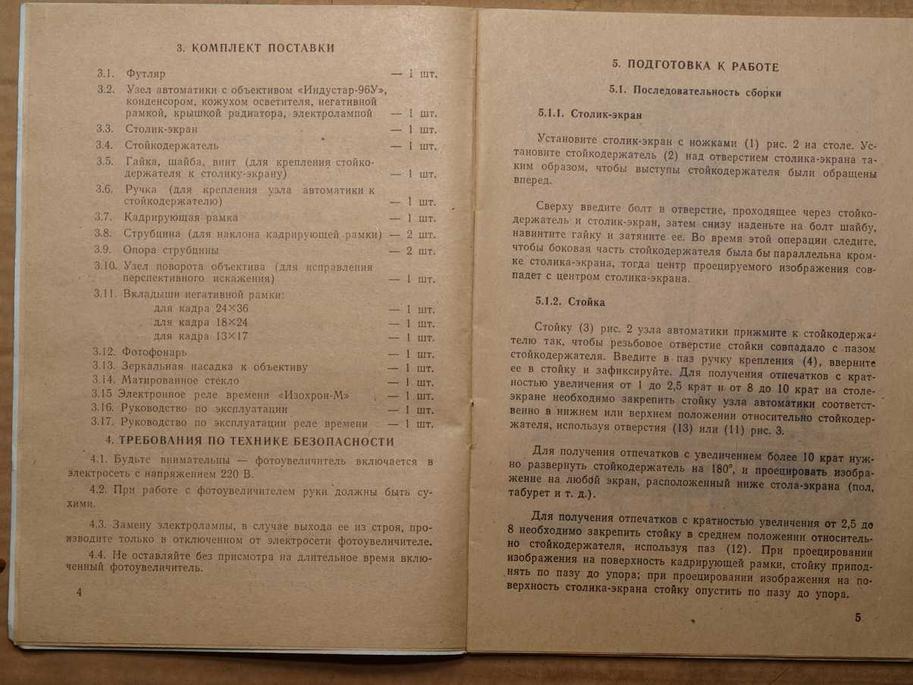 3. КОМПЛЕКТ ПОСТАВКИ
3.1. Футляр — 1 шт.
3.2. Узел автоматики с объективом «Индустар-96У»,
конденсором, кожухом осветителя, негативной
рамкой, крышкой радиатора, электролампой — 1 шт.
3.3. Столик-экран — 1 шт.
3.4. Стойкодержатель — 1 шт.
3.5. Гайка, шайба, винт (для крепления стойко-
держателя к столику-экрану) — 1 шт.
3.6. Ручка (для крепления узла автоматики к
стойкодержателю) — 1 шт.
3.7. Кадрирующая рамка — 1 шт.
3.8. Струбцина (для наклона кадрирующей рамки) — 2 шт.
3.9. Опора струбцины — 2 шт.
3.10. Узел поворота объектива (для исправления
перспективного искажения) — 1 шт.
3.11. Вкладыши негативной рамки:
для кадра 24×36 — 1 шт.
для кадра 18×24 — 1 шт.
для кадра 13×17 — 1 шт.
3.12. Фотофонарь — 1 шт.
3.13. Зеркальная насадка к объективу — 1 шт.
3.14. Матированное стекло — 1 шт.
3.15 Электронное реле времени «Изохрон-М» — 1 шт.
3.16. Руководство по эксплуатации — 1 шт.
3.17. Руководство по эксплуатации реле времени — 1 шт.
4. ТРЕБОВАНИЯ ПО ТЕХНИКЕ БЕЗОПАСНОСТИ
4.1. Будьте внимательны — фотоувеличитель включается в
электросеть с напряжением 220 В.
4.2. При работе с фотоувеличителем руки должны быть су-
хими.
4.3. Замену электролампы, в случае выхода ее из строя, про-
изводите только в отключенном от электросети фотоувеличителе.
4.4. Не оставляйте без присмотра на длительное время вклю-
ченный фотоувеличитель.
4
5. ПОДГОТОВКА К РАБОТЕ
5.1. Последовательность сборки
5.1.1. Столик-экран
Установите столик-экран с ножками (1) рис. 2 на столе. Ус-
тановите стойкодержатель (2) над отверстием столика-экрана та-
ким образом, чтобы выступы стойкодержателя были обращены
вперед.
Сверху введите болт в отверстие, проходящее через стойко-
держатель и столик-экран, затем снизу наденьте на болт шайбу,
навинтите гайку и затяните ее. Во время этой операции следите,
чтобы боковая часть стойкодержателя была бы параллельна кром-
ке столика-экрана, тогда центр проецируемого изображения сов-
падет с центром столика-экрана.
5.1.2. Стойка
Стойку (3) рис. 2 узла автоматики прижмите к стойкодержа-
телю так, чтобы резьбовое отверстие стойки совпадало с пазом
стойкодержателя. Введите в паз ручку крепления (4), вверните
ее в стойку и зафиксируйте. Для получения отпечатков с крат-
ностью увеличения от 1 до 2,5 крат и от 8 до 10 крат на столе-
экране необходимо закрепить стойку узла автоматики соответст-
венно в нижнем или верхнем положении относительно стойкодер-
жателя, используя отверстия (13) или (11) рис. 3.
Для получения отпечатков с увеличением более 10 крат нуж-
но развернуть стойкодержатель на 180°, и проецировать изобра-
жение на любой экран, расположенный ниже стола-экрана (пол,
табурет и т. д.).
Для получения отпечатков с кратностью увеличения от 2,5 до
8 необходимо закрепить стойку в среднем положении относитель-
но стойкодержателя, используя паз (12). При проецировании
изображения на поверхность кадрирующей рамки, стойку припод-
нять по пазу до упора; при проецировании изображения на по-
верхность столика-экрана стойку опустить по пазу до упора.
5